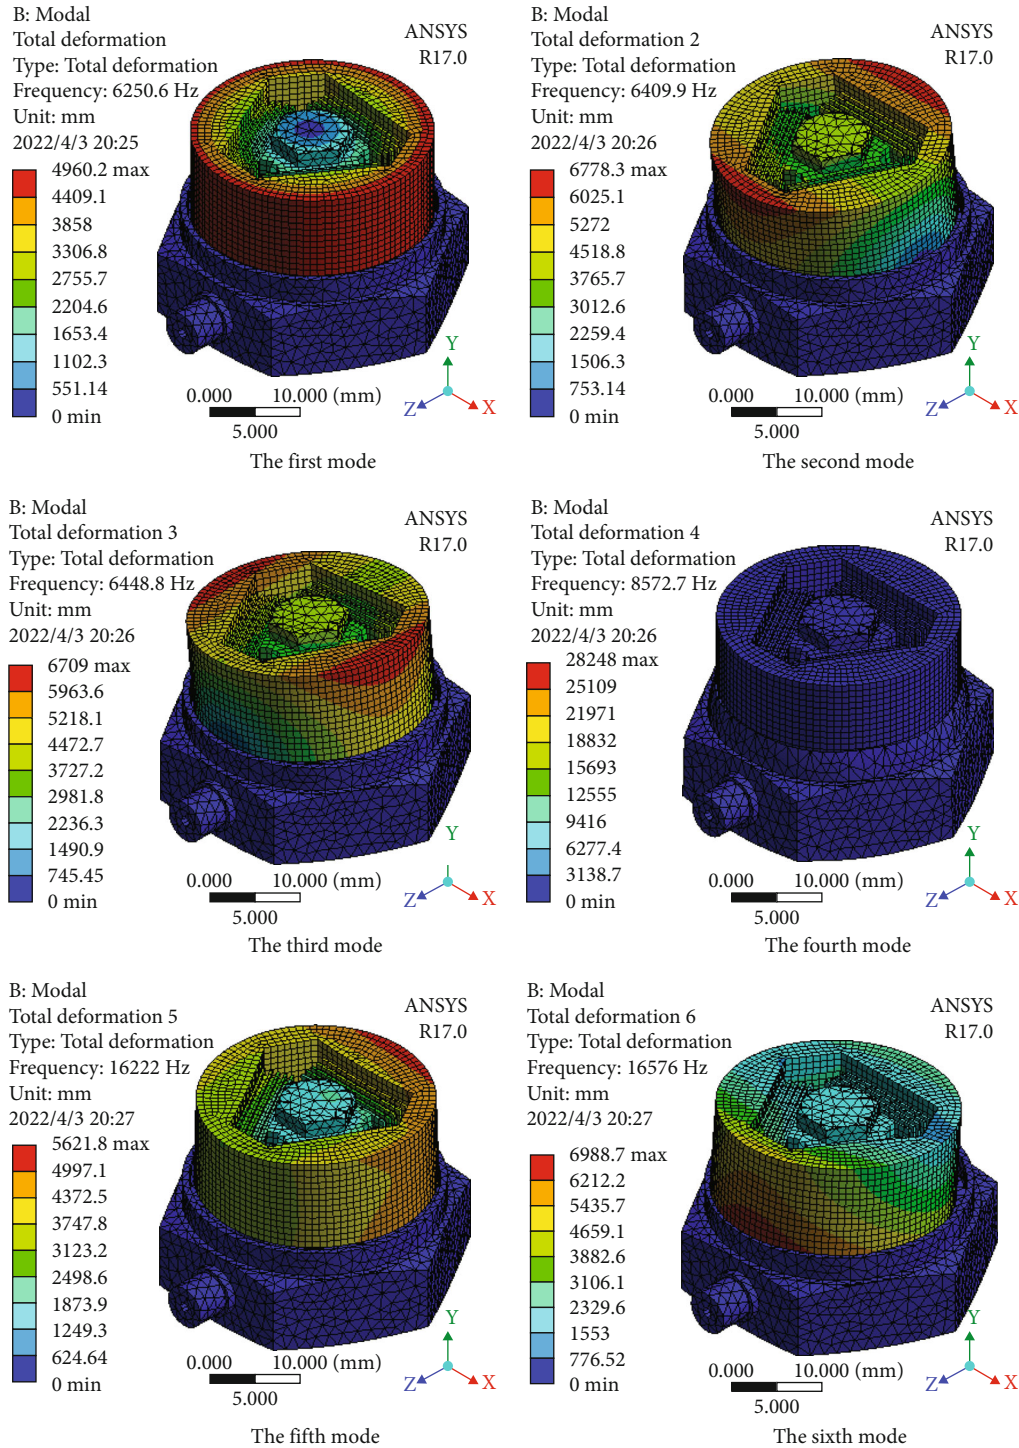 B: Modal
Total deformation
Type: Total deformation
Frequency: 6250.6 Hz
Unit: mm
2022/4/3 20:25
ANSYS
R17.0
4960.2 max
4409.1
3858
3306.8
2755.7
2204.6
1653.4
1102.3
551.14
0 min
0.000 10.000 (mm)
5.000
Y
Z X
The first mode
B: Modal
Total deformation 2
Type: Total deformation
Frequency: 6409.9 Hz
Unit: mm
2022/4/3 20:26
ANSYS
R17.0
6778.3 max
6025.1
5272
4518.8
3765.7
3012.6
2259.4
1506.3
753.14
0 min
0.000 10.000 (mm)
5.000
Y
Z X
The second mode
B: Modal
Total deformation 3
Type: Total deformation
Frequency: 6448.8 Hz
Unit: mm
2022/4/3 20:26
ANSYS
R17.0
6709 max
5963.6
5218.1
4472.7
3727.2
2981.8
2236.3
1490.9
745.45
0 min
0.000 10.000 (mm)
5.000
Y
Z X
The third mode
B: Modal
Total deformation 4
Type: Total deformation
Frequency: 8572.7 Hz
Unit: mm
2022/4/3 20:26
ANSYS
R17.0
28248 max
25109
21971
18832
15693
12555
9416
6277.4
3138.7
0 min
0.000 10.000 (mm)
5.000
Y
Z X
The fourth mode
B: Modal
Total deformation 5
Type: Total deformation
Frequency: 16222 Hz
Unit: mm
2022/4/3 20:27
ANSYS
R17.0
5621.8 max
4997.1
4372.5
3747.8
3123.2
2498.6
1873.9
1249.3
624.64
0 min
0.000 10.000 (mm)
5.000
Y
Z X
The fifth mode
B: Modal
Total deformation 6
Type: Total deformation
Frequency: 16576 Hz
Unit: mm
2022/4/3 20:27
ANSYS
R17.0
6988.7 max
6212.2
5435.7
4659.1
3882.6
3106.1
2329.6
1553
776.52
0 min
0.000 10.000 (mm)
5.000
Y
Z X
The sixth mode